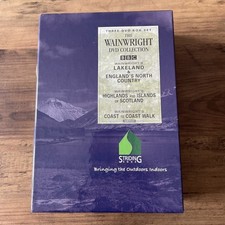 THREE DVD BOX SET
THE
WAINWRIGHT
DVD COLLECTION
BBC
LAKELAND
ENGLAND'S NORTH
COUNTRY
HIGHLANDS AND ISLANDS
OF SCOTLAND
COAST TO COAST WALK
STRIDING
EDGE
Bringing the Outdoors Indoors